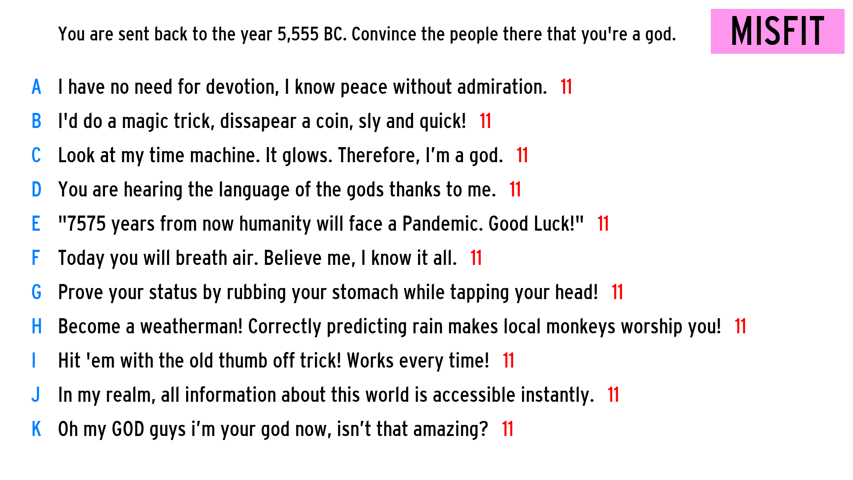 You are sent back to the year 5,555 BC. Convince the people there that you're a god.
MISFIT
A I have no need for devotion, I know peace without admiration. 11
B I'd do a magic trick, dissapear a coin, sly and quick! 11
C Look at my time machine. It glows. Therefore, I'm a god. 11
D You are hearing the language of the gods thanks to me. 11
E "7575 years from now humanity will face a Pandemic. Good Luck!" 11
F Today you will breath air. Believe me, I know it all. 11
G Prove your status by rubbing your stomach while tapping your head! 11
H Become a weatherman! Correctly predicting rain makes local monkeys worship you! 11
I Hit 'em with the old thumb off trick! Works every time! 11
J In my realm, all information about this world is accessible instantly. 11
K Oh my GOD guys i’m your god now, isn’t that amazing? 11